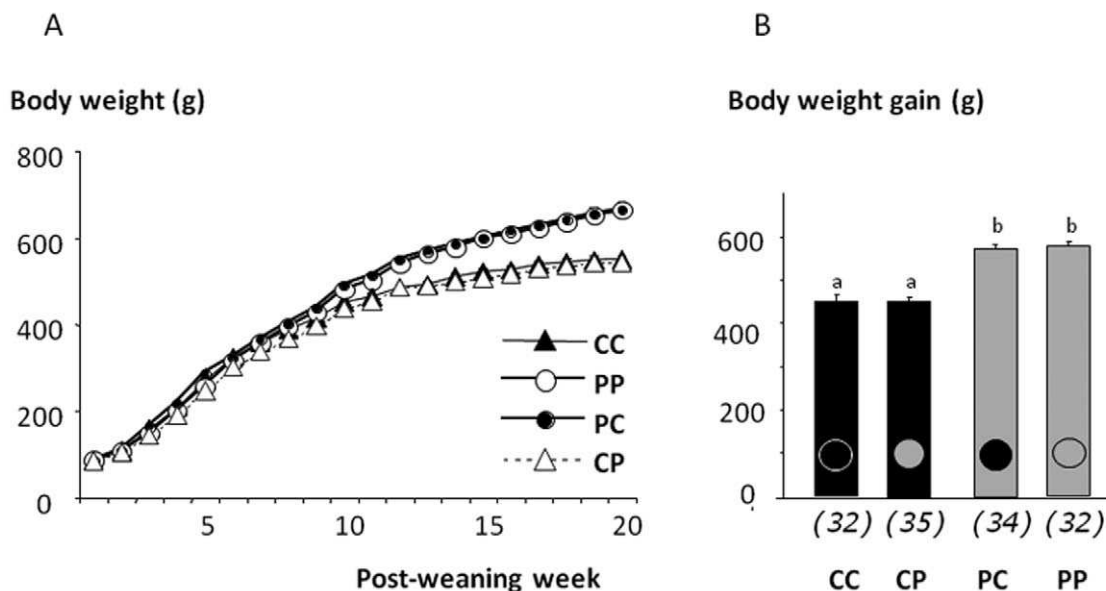 A
Body weight (g)
800
600
400
200
0
5 10 15 20
Post-weaning week
CC
PP
PC
CP
B
Body weight gain (g)
600
400
200
0
a a b b
(32) (35) (34) (32)
CC CP PC PP